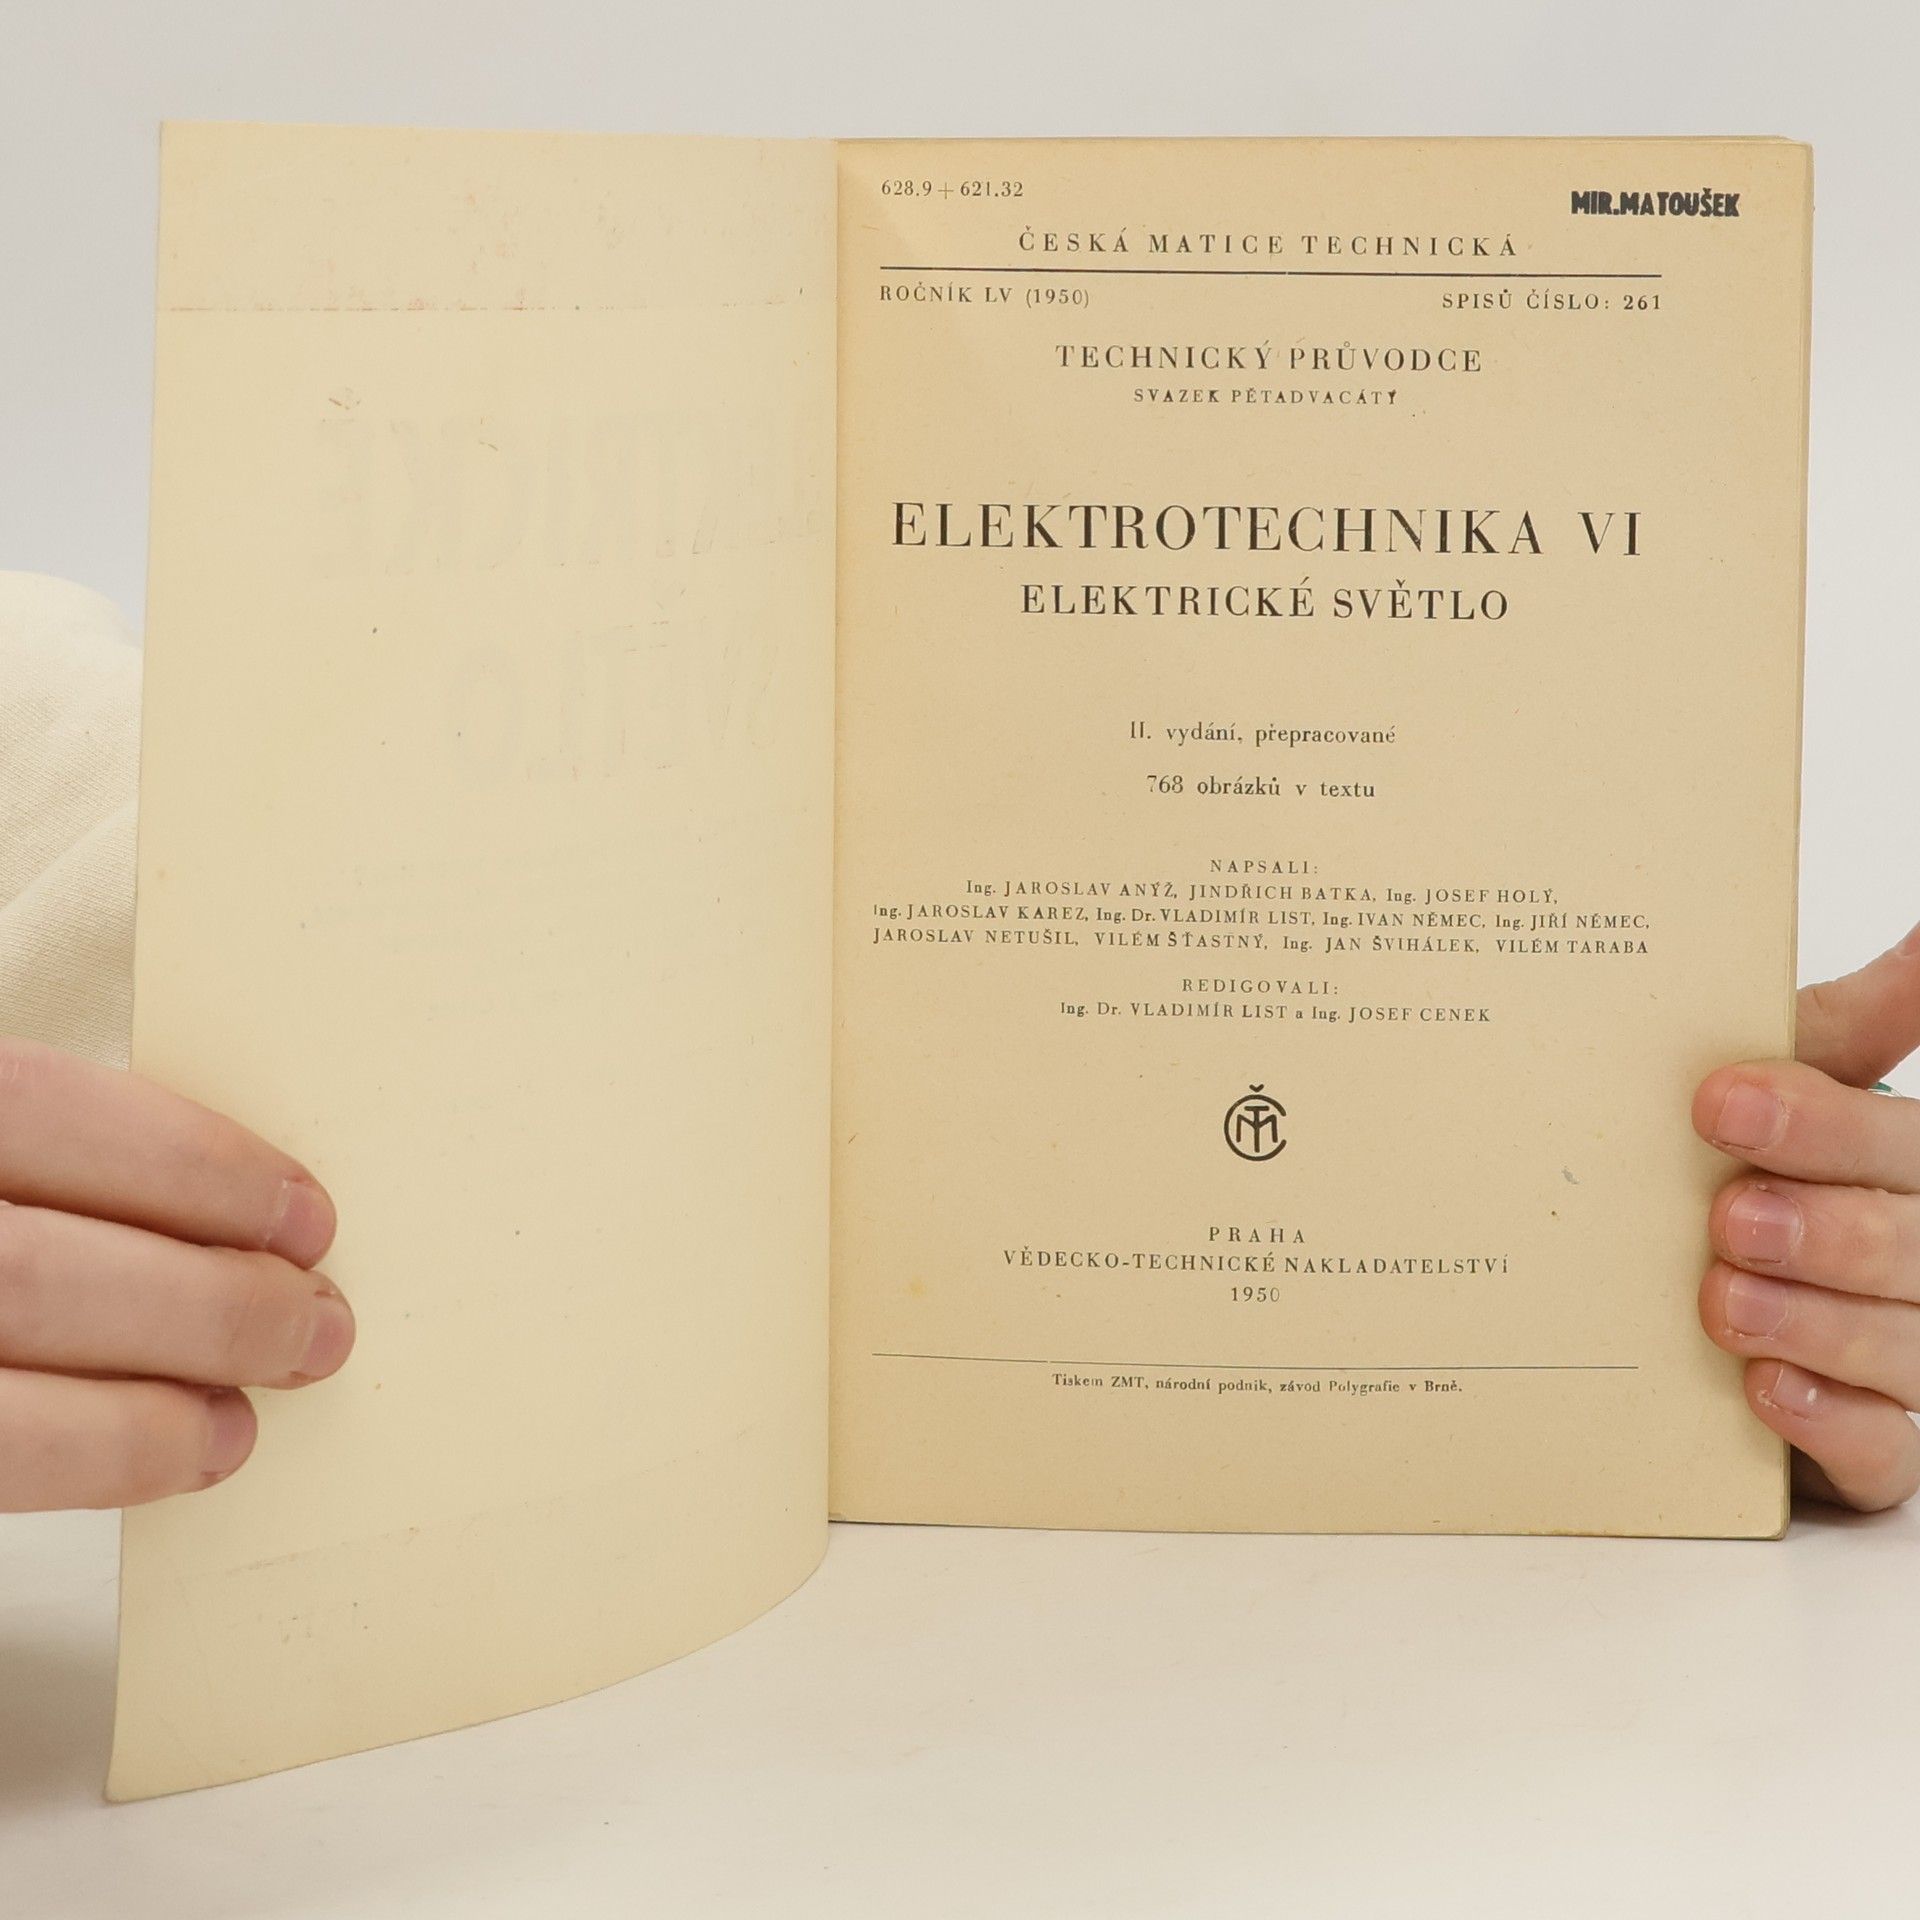 628.9 + 621.32
MIR.MATOUŠEK
ČESKÁ MATICE TECHNICKÁ
ROČNÍK LV (1950)
SPISŮ ČÍSLO: 261
TECHNICKÝ PRŮVODCE
SVAZEK PĚTADVACÁTÝ
ELEKTROTECHNIKA VI
ELEKTRICKÉ SVĚTLO
II. vydání, přepracované
768 obrázků v textu
NAPSALI:
Ing. JAROSLAV ANÝŽ, JINDŘICH BATKA, Ing. JOSEF HOLÝ,
Ing. JAROSLAV KAREZ, Ing. Dr. VLADIMÍR LIST, Ing. IVAN NĚMEC, Ing. JIŘÍ NĚMEC,
JAROSLAV NETUŠIL, VILÉM ŠŤASTNÝ, Ing. JAN ŠVIHÁLEK, VILÉM TARABA
REDIGOVALI:
Ing. Dr. VLADIMÍR LIST a Ing. JOSEF CENEK
ČMT
PRAHA
VĚDECKO-TECHNICKÉ NAKLADATELSTVÍ
1950
Tiskem ZMT, národní podnik, závod Polygrafie v Brně.